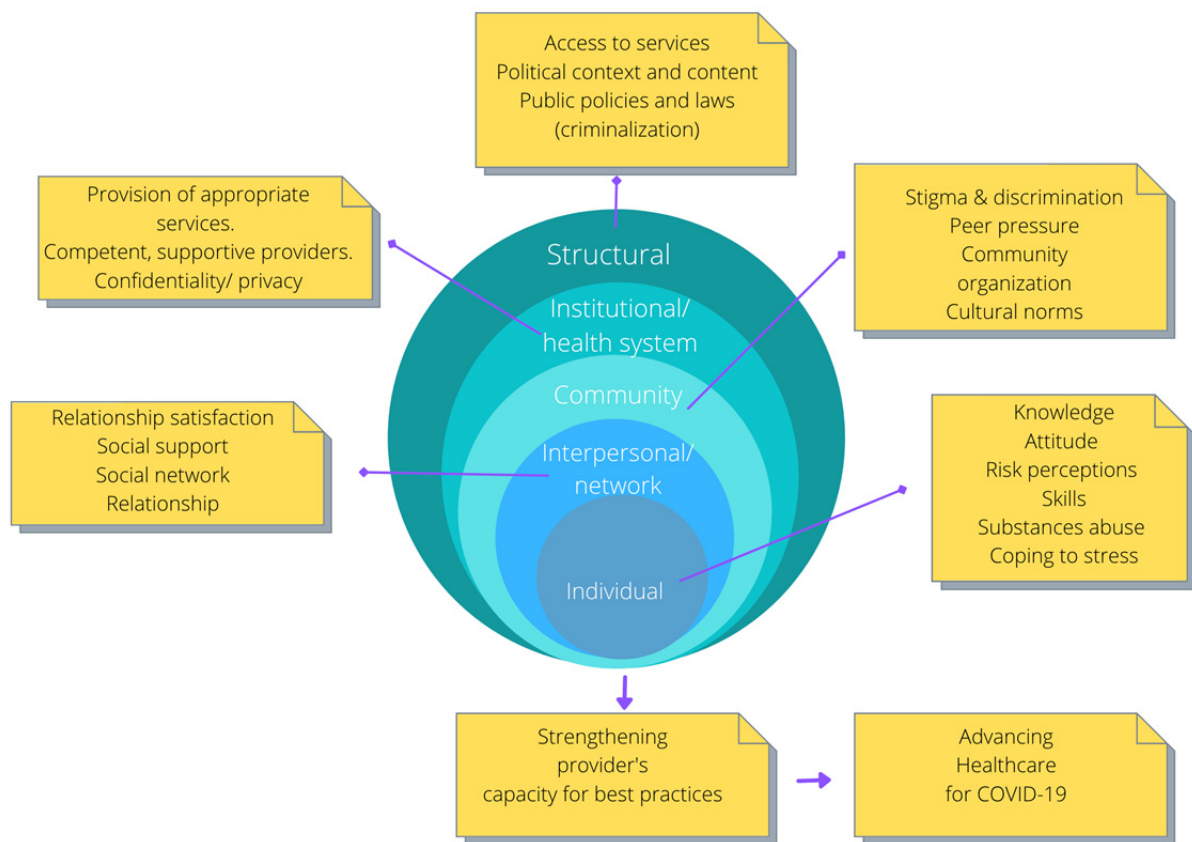 Access to services
Political context and content
Public policies and laws
(criminalization)
Provision of appropriate
services.
Competent, supportive providers.
Confidentiality/ privacy
Stigma & discrimination
Peer pressure
Community
organization
Cultural norms
Structural
Institutional/
health system
Community
Interpersonal/
network
Individual
Relationship satisfaction
Social support
Social network
Relationship
Knowledge
Attitude
Risk perceptions
Skills
Substances abuse
Coping to stress
Strengthening
provider's
capacity for best practices
Advancing
Healthcare
for COVID-19